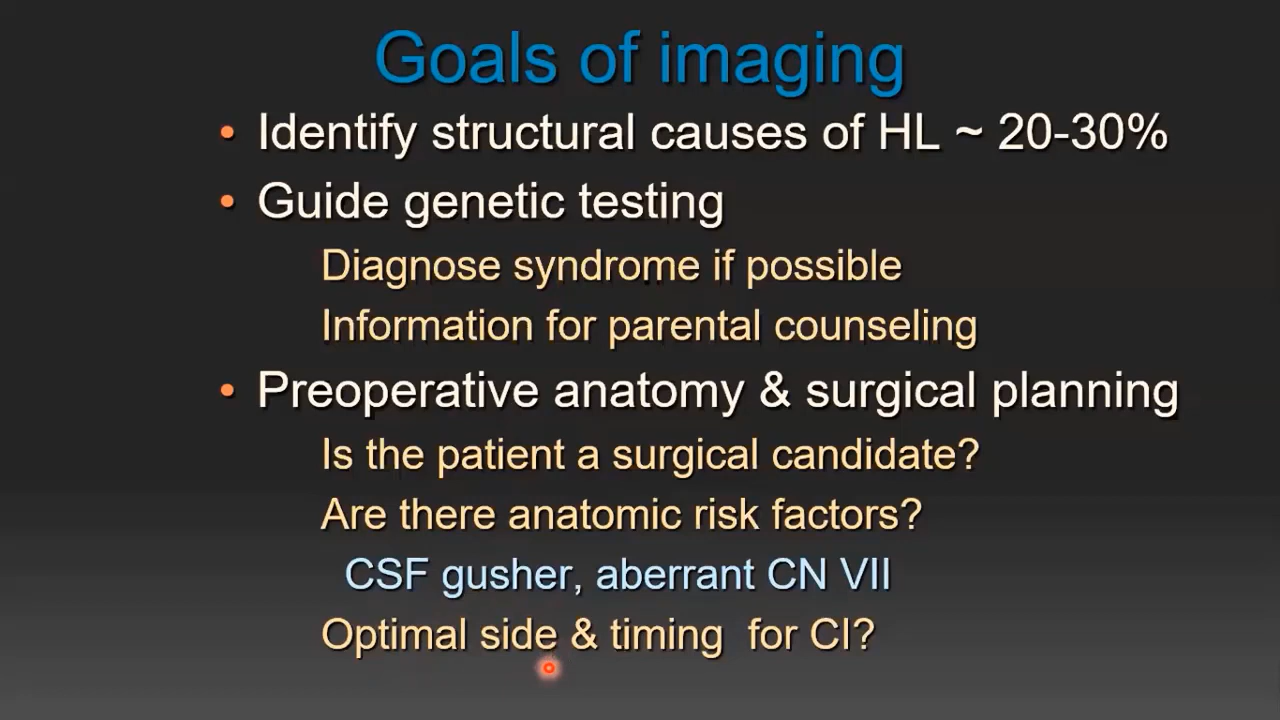 Goals of imaging
• Identify structural causes of HL ~ 20-30%
• Guide genetic testing
Diagnose syndrome if possible
Information for parental counseling
• Preoperative anatomy & surgical planning
Is the patient a surgical candidate?
Are there anatomic risk factors?
CSF gusher, aberrant CN VII
Optimal side & timing  for CI?